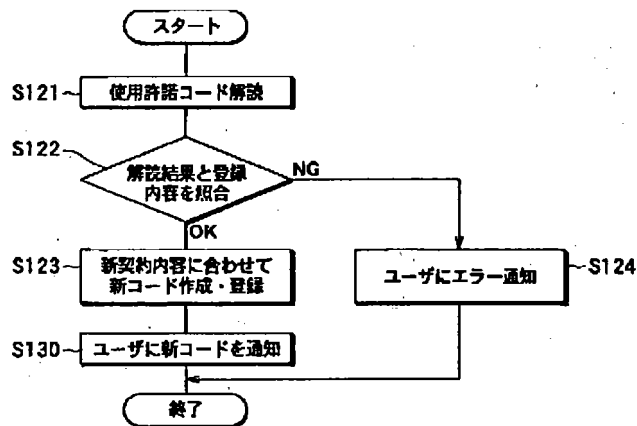 スタート
S121
使用許諾コード解読
S122
解読結果と登録
内容を照合
NG
OK
S123
新契約内容に合わせて
新コード作成・登録
ユーザにエラー通知
S124
S130
ユーザに新コードを通知
終了